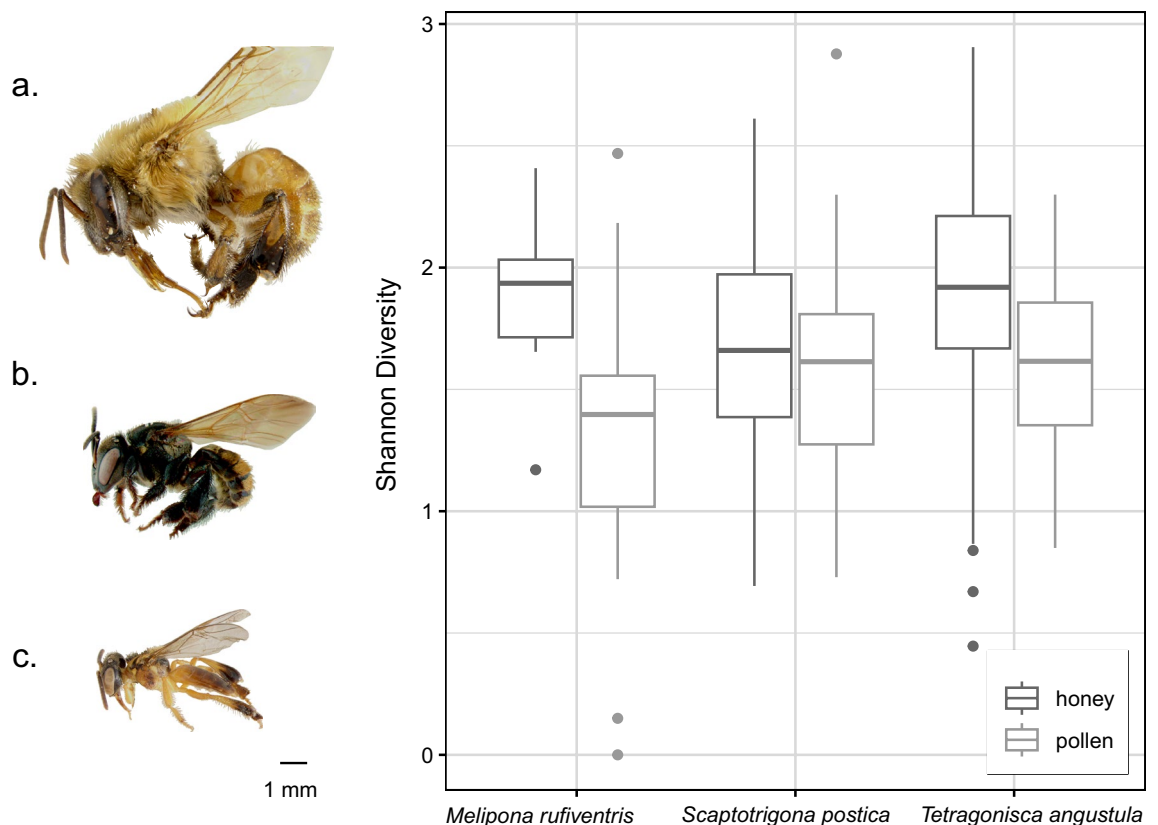 a.
b.
c.
1 mm
Shannon Diversity
3
2
1
0
honey
pollen
Melipona rufiventris
Scaptotrigona postica
Tetragonisca angustula